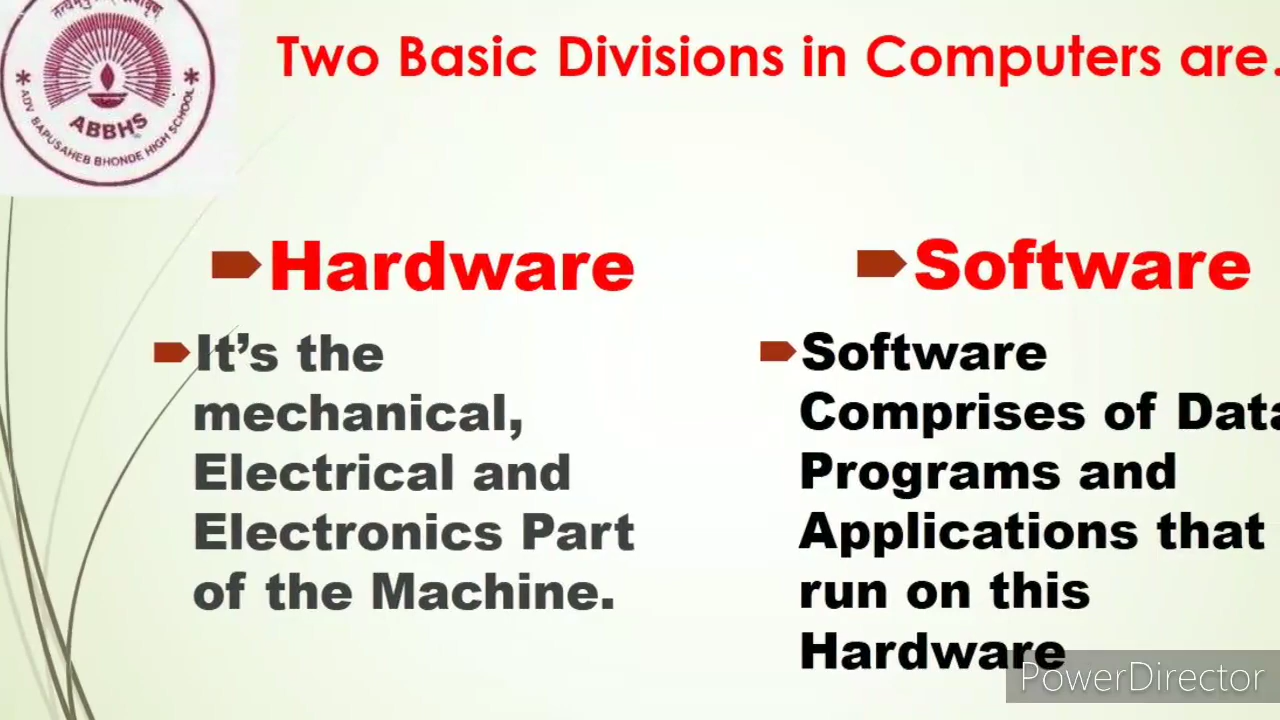 Two Basic Divisions in Computers are.
ABBHS
ADV BAPUSAHEB BHONDE HIGH SCHOOL
Hardware
It's the
mechanical,
Electrical and
Electronics Part
of the Machine.
Software
Software
Comprises of Data
Programs and
Applications that
run on this
Hardware
PowerDirector